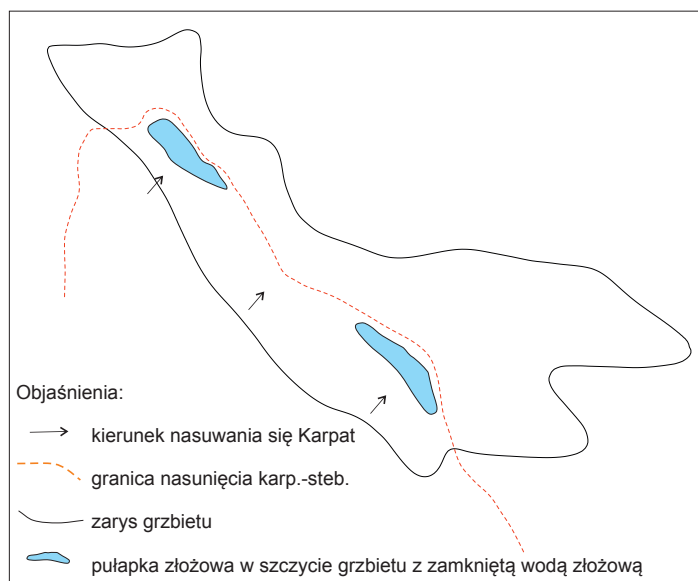 Objaśnienia:
kierunek nasuwania się Karpat
granica nasunięcia karp.-steb.
zarys grzbietu
pułapka złożowa w szczycie grzbietu z zamkniętą wodą złożową